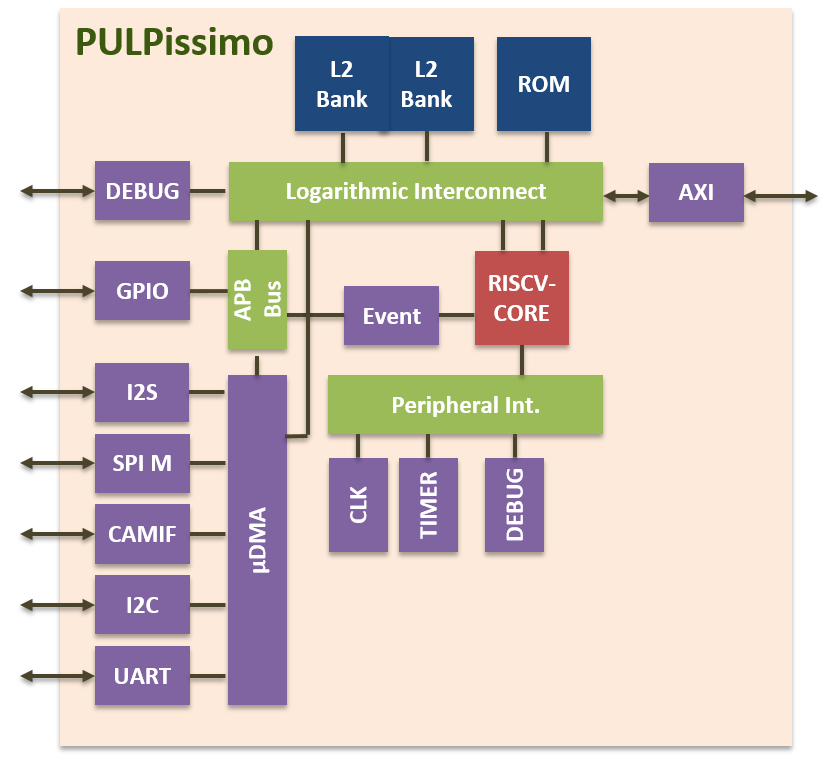 PULPissimo
L2
Bank
L2
Bank
ROM
DEBUG
Logarithmic Interconnect
AXI
GPIO
APB
Bus
Event
RISCV-
CORE
I2S
Peripheral Int.
SPI M
CLK
TIMER
DEBUG
CAMIF
µDMA
I2C
UART